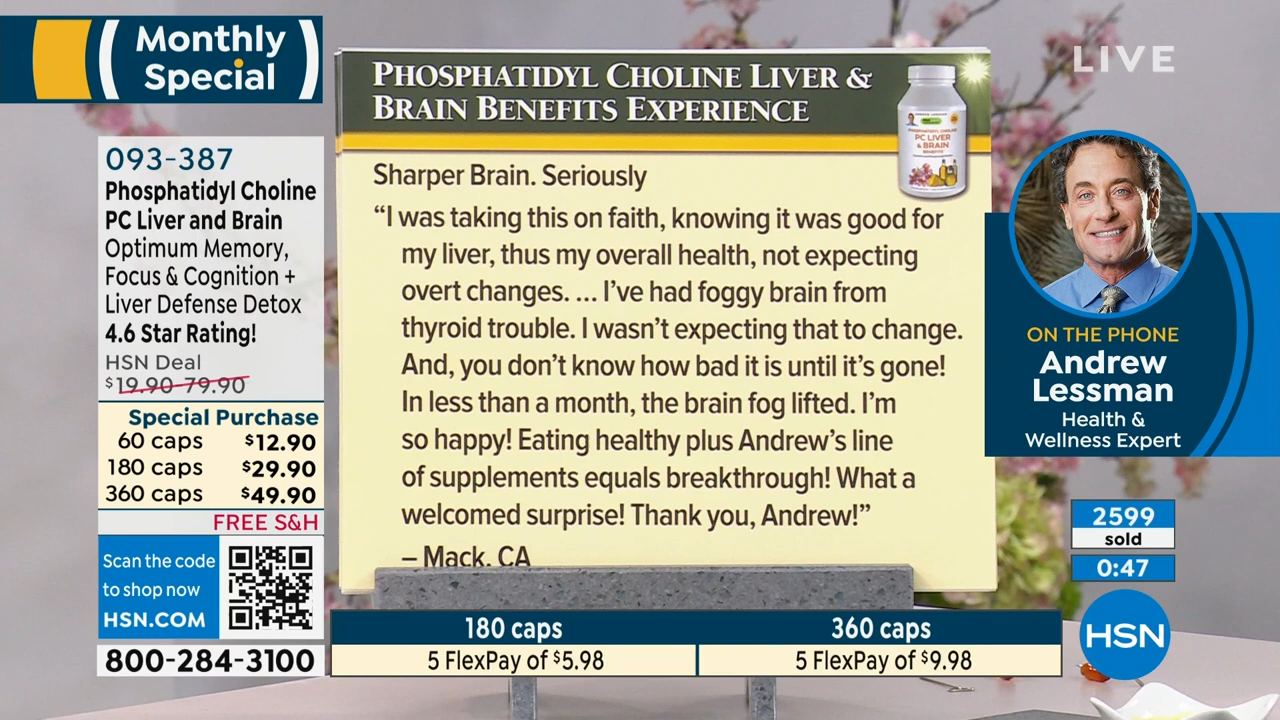 Monthly
Special
LIVE
093-387
Phosphatidyl Choline
PC Liver and Brain
Optimum Memory,
Focus & Cognition +
Liver Defense Detox
4.6 Star Rating!
HSN Deal
$19.90-79.90
Special Purchase
60 caps $12.90
180 caps $29.90
360 caps $49.90
FREE S&H
Scan the code
to shop now
HSN.COM
800-284-3100
PHOSPHATIDYL CHOLINE LIVER &
BRAIN BENEFITS EXPERIENCE
PHOSPHATIDYL CHOLINE
PC LIVER
& BRAIN
BENEFITS
Sharper Brain. Seriously
“I was taking this on faith, knowing it was good for
my liver, thus my overall health, not expecting
overt changes. ... I’ve had foggy brain from
thyroid trouble. I wasn’t expecting that to change.
And, you don’t know how bad it is until it’s gone!
In less than a month, the brain fog lifted. I’m
so happy! Eating healthy plus Andrew’s line
of supplements equals breakthrough! What a
welcomed surprise! Thank you, Andrew!”
– Mack, CA
180 caps 360 caps
5 FlexPay of $5.98 5 FlexPay of $9.98
ON THE PHONE
Andrew
Lessman
Health &
Wellness Expert
2599
sold
0:47
HSN